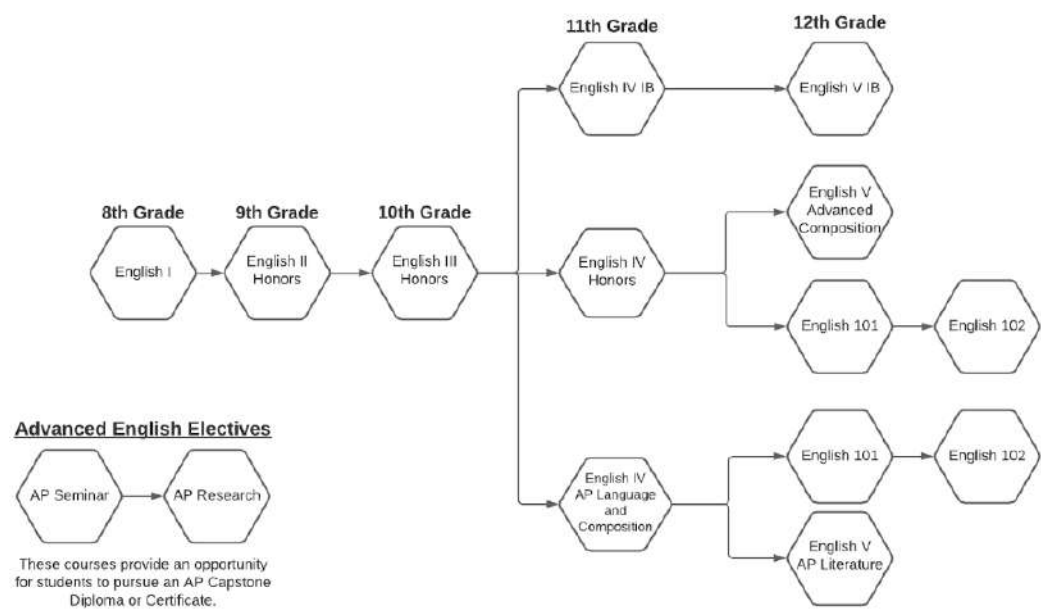 11th Grade
12th Grade
English IV IB
English V IB
English V
Advanced
Composition
8th Grade
9th Grade
10th Grade
English I
English II
Honors
English III
Honors
English IV
Honors
English 101
English 102
Advanced English Electives
AP Seminar
AP Research
These courses provide an opportunity
for students to pursue an AP Capstone
Diploma or Certificate.
English IV
AP Language
and
Composition
English 101
English 102
English V
AP Literature